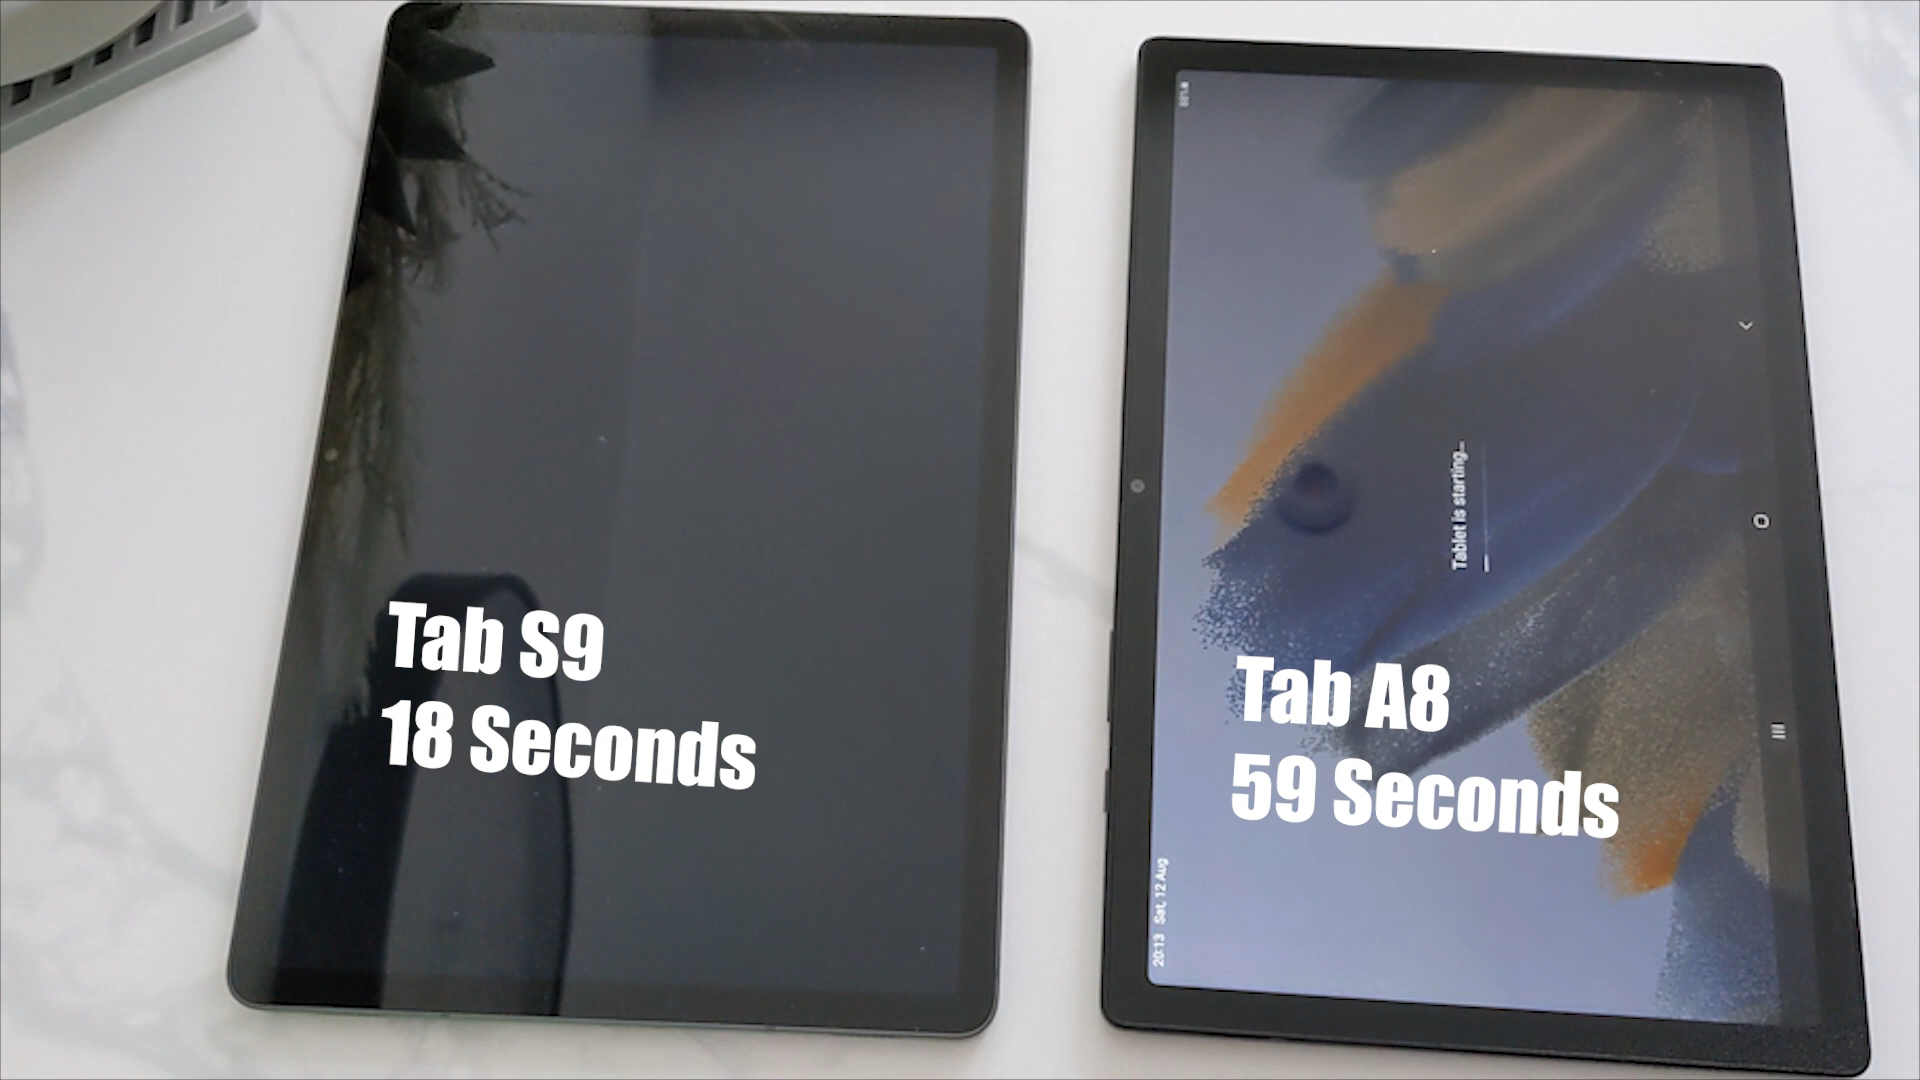 Tab S9
18 Seconds
Tablet is starting...
Tab A8
59 Seconds
20:13 Sat, 12 Aug